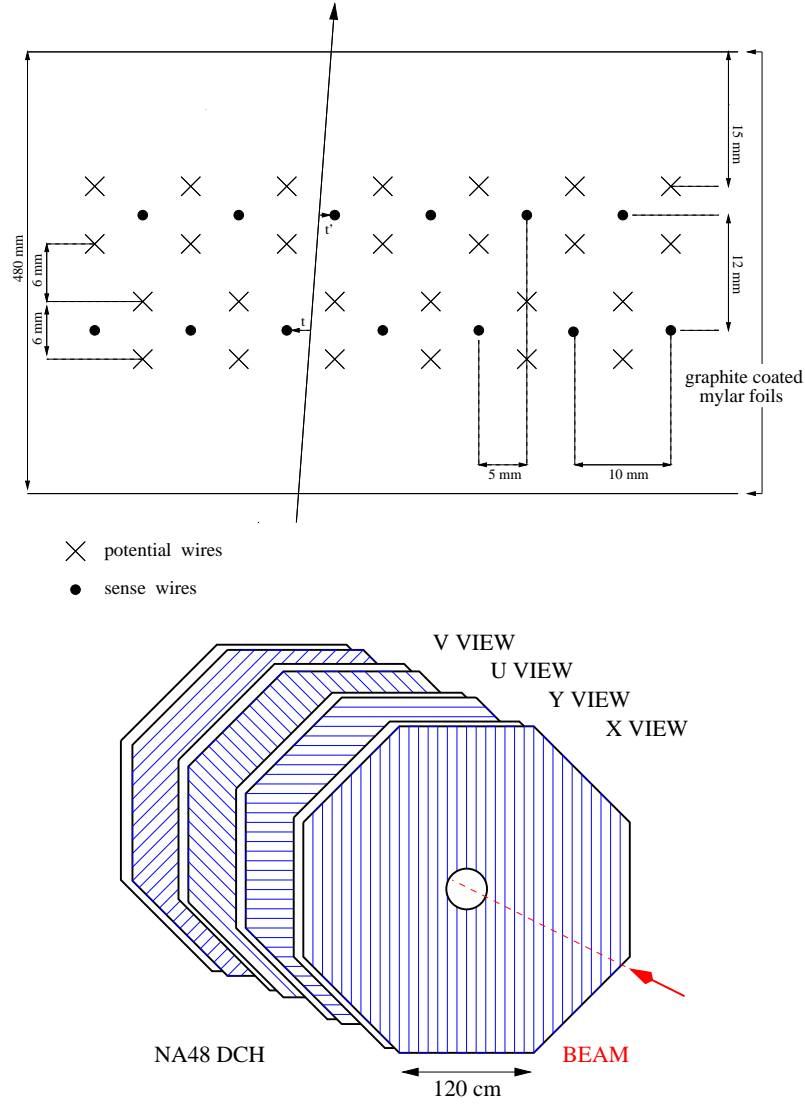 15 mm
t'
480 mm
6 mm
12 mm
6 mm
t
graphite coated
mylar foils
5 mm
10 mm
potential wires
sense wires
V VIEW
U VIEW
Y VIEW
X VIEW
NA48 DCH
BEAM
120 cm